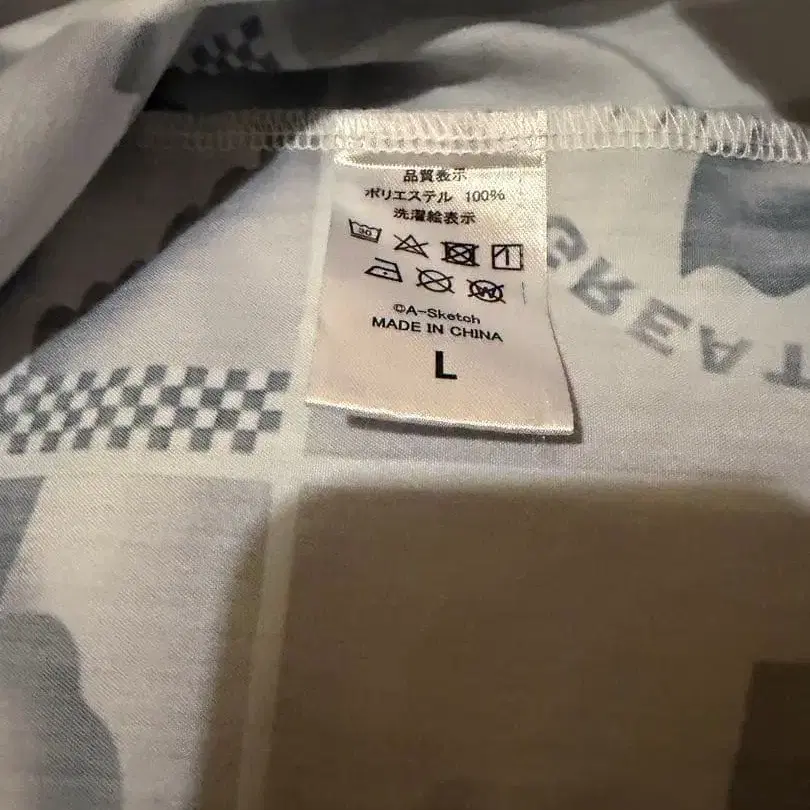 品質表示
ポリエステル 100%
洗濯絵表示
30
©A-Sketch
MADE IN CHINA
L
GREAT